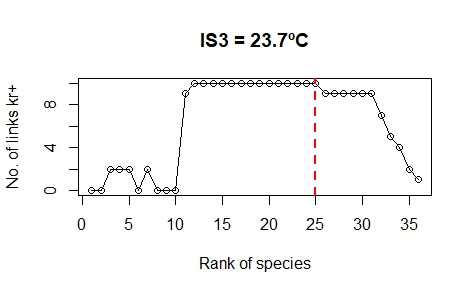 IS3 = 23.7ºC
No. of links kr+
8
4
0
0 5 10 15 20 25 30 35
Rank of species